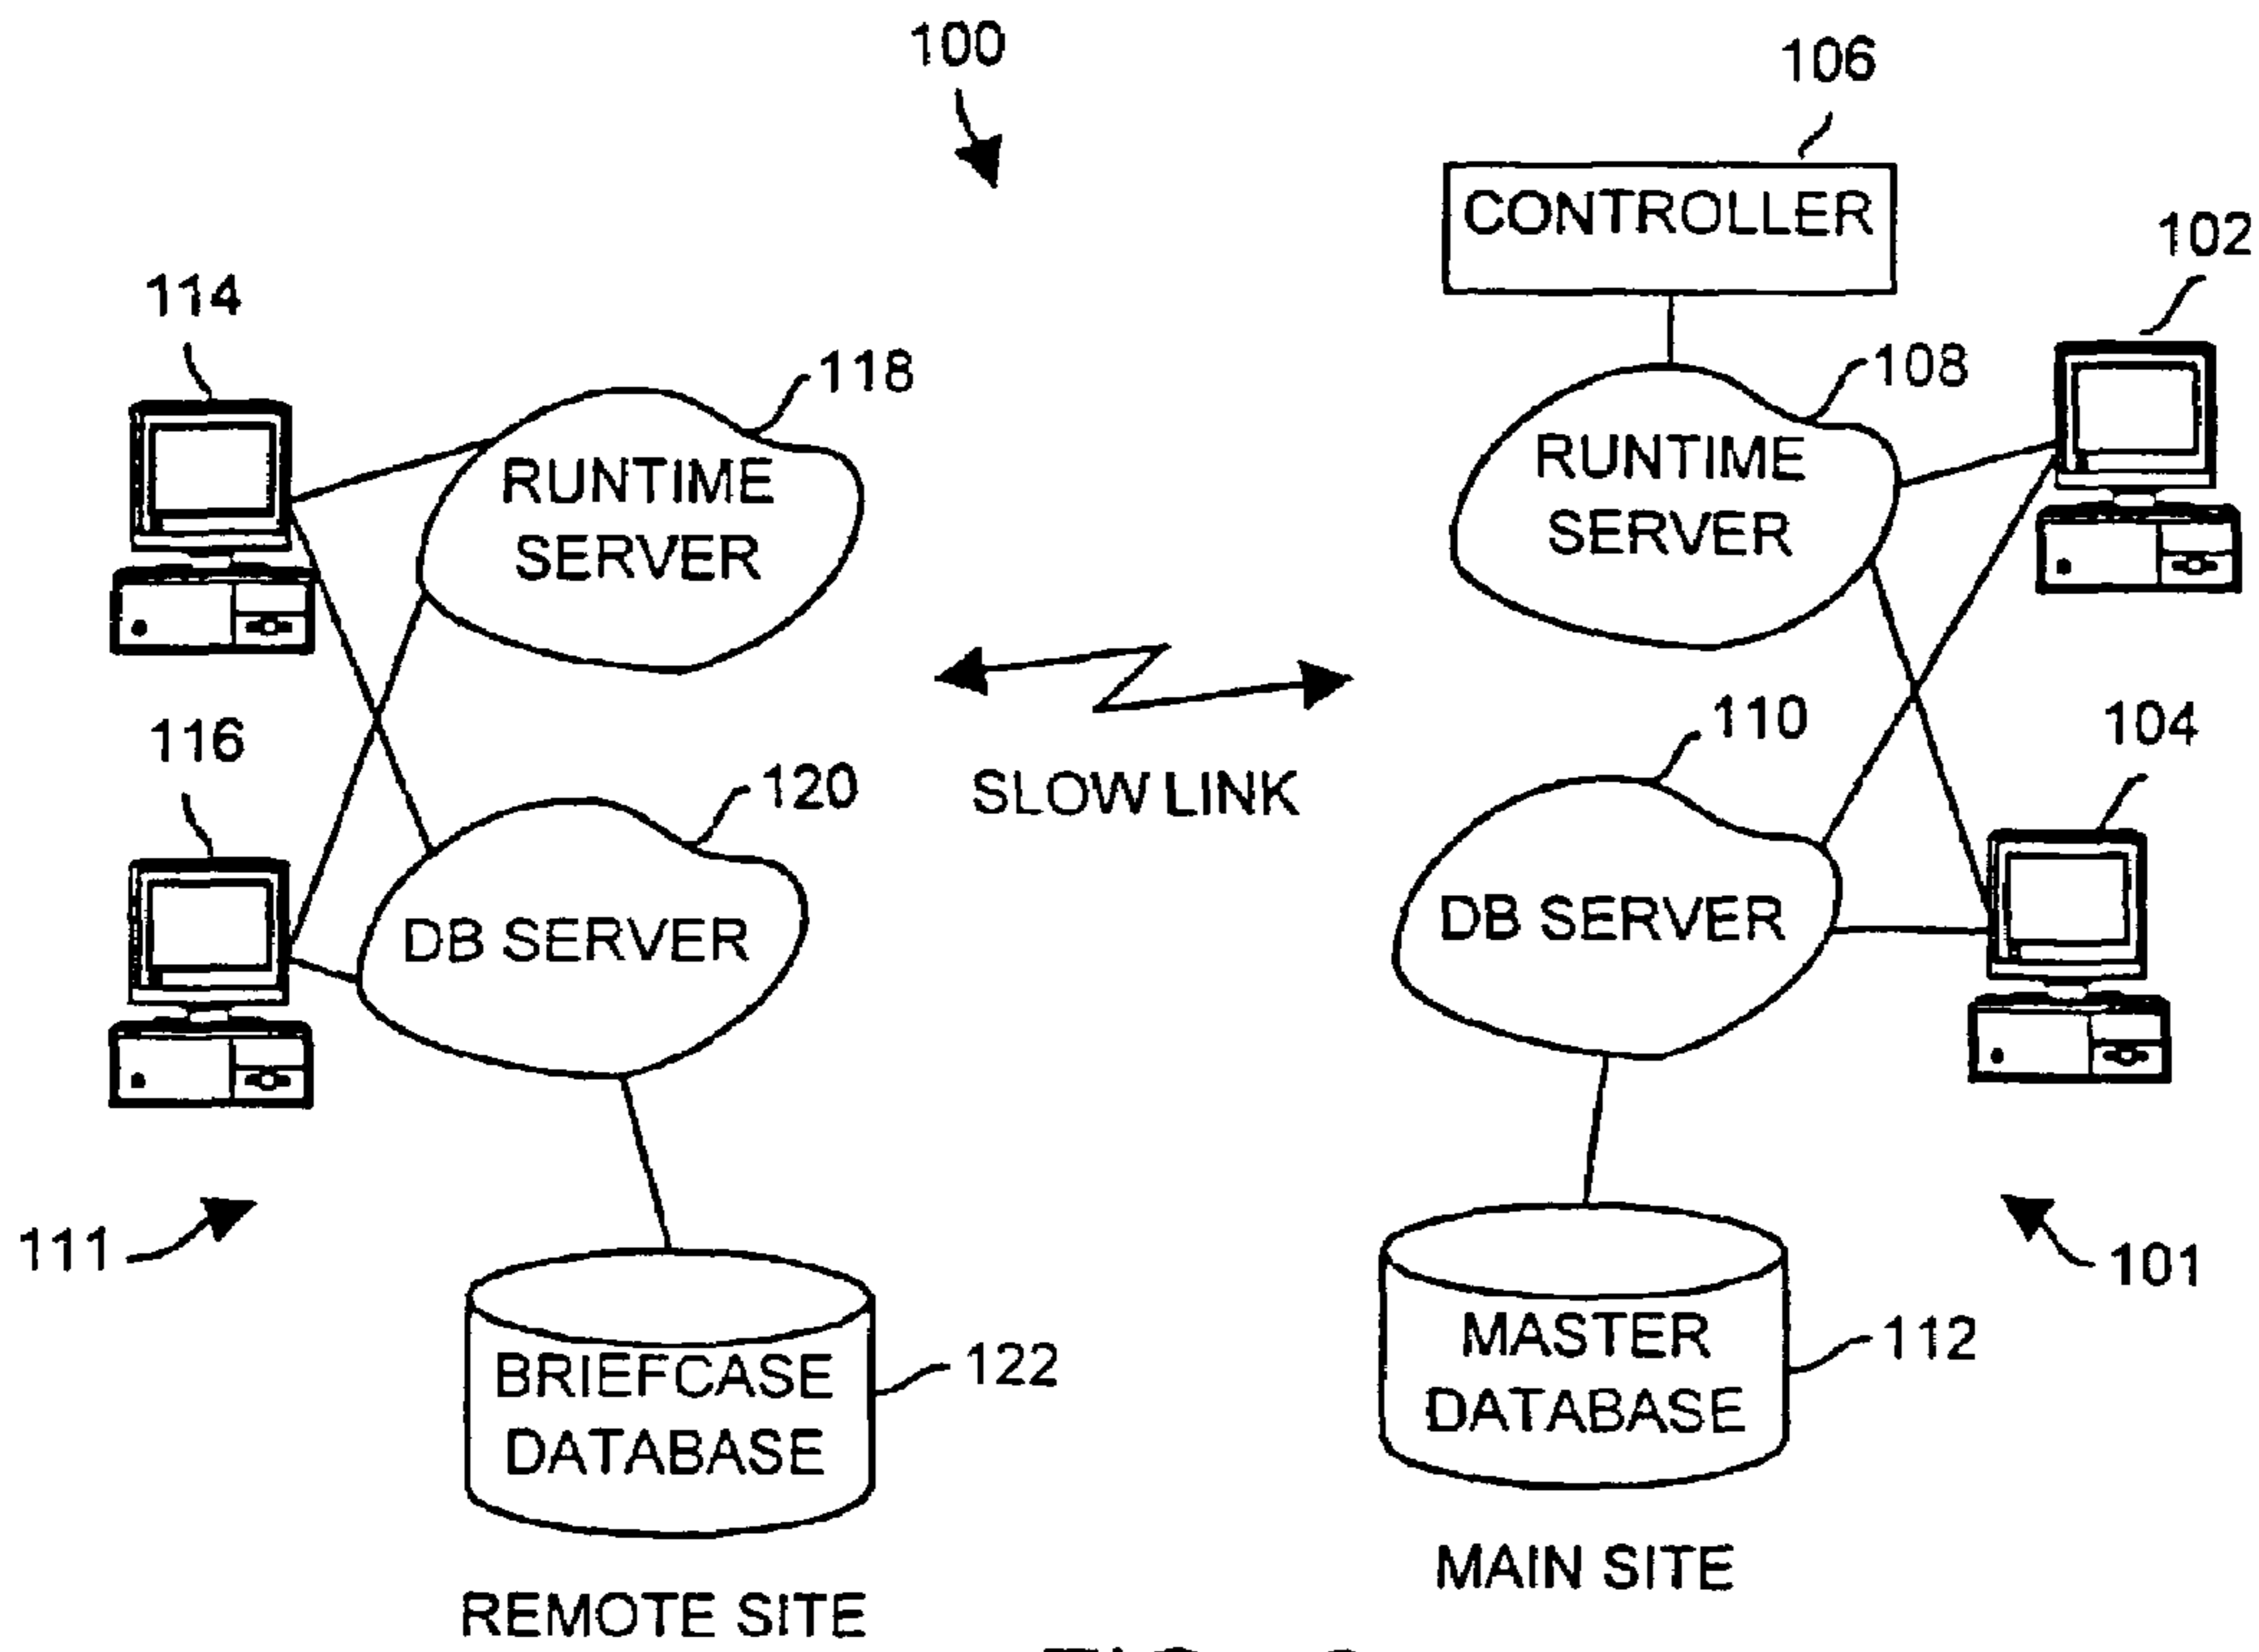 100
106
CONTROLLER
102
114
118
108
RUNTIME
SERVER
RUNTIME
SERVER
116
120
SLOW LINK
110
104
DB SERVER
DB SERVER
111
101
BRIEFCASE
DATABASE
122
MASTER
DATABASE
112
REMOTE SITE
MAIN SITE